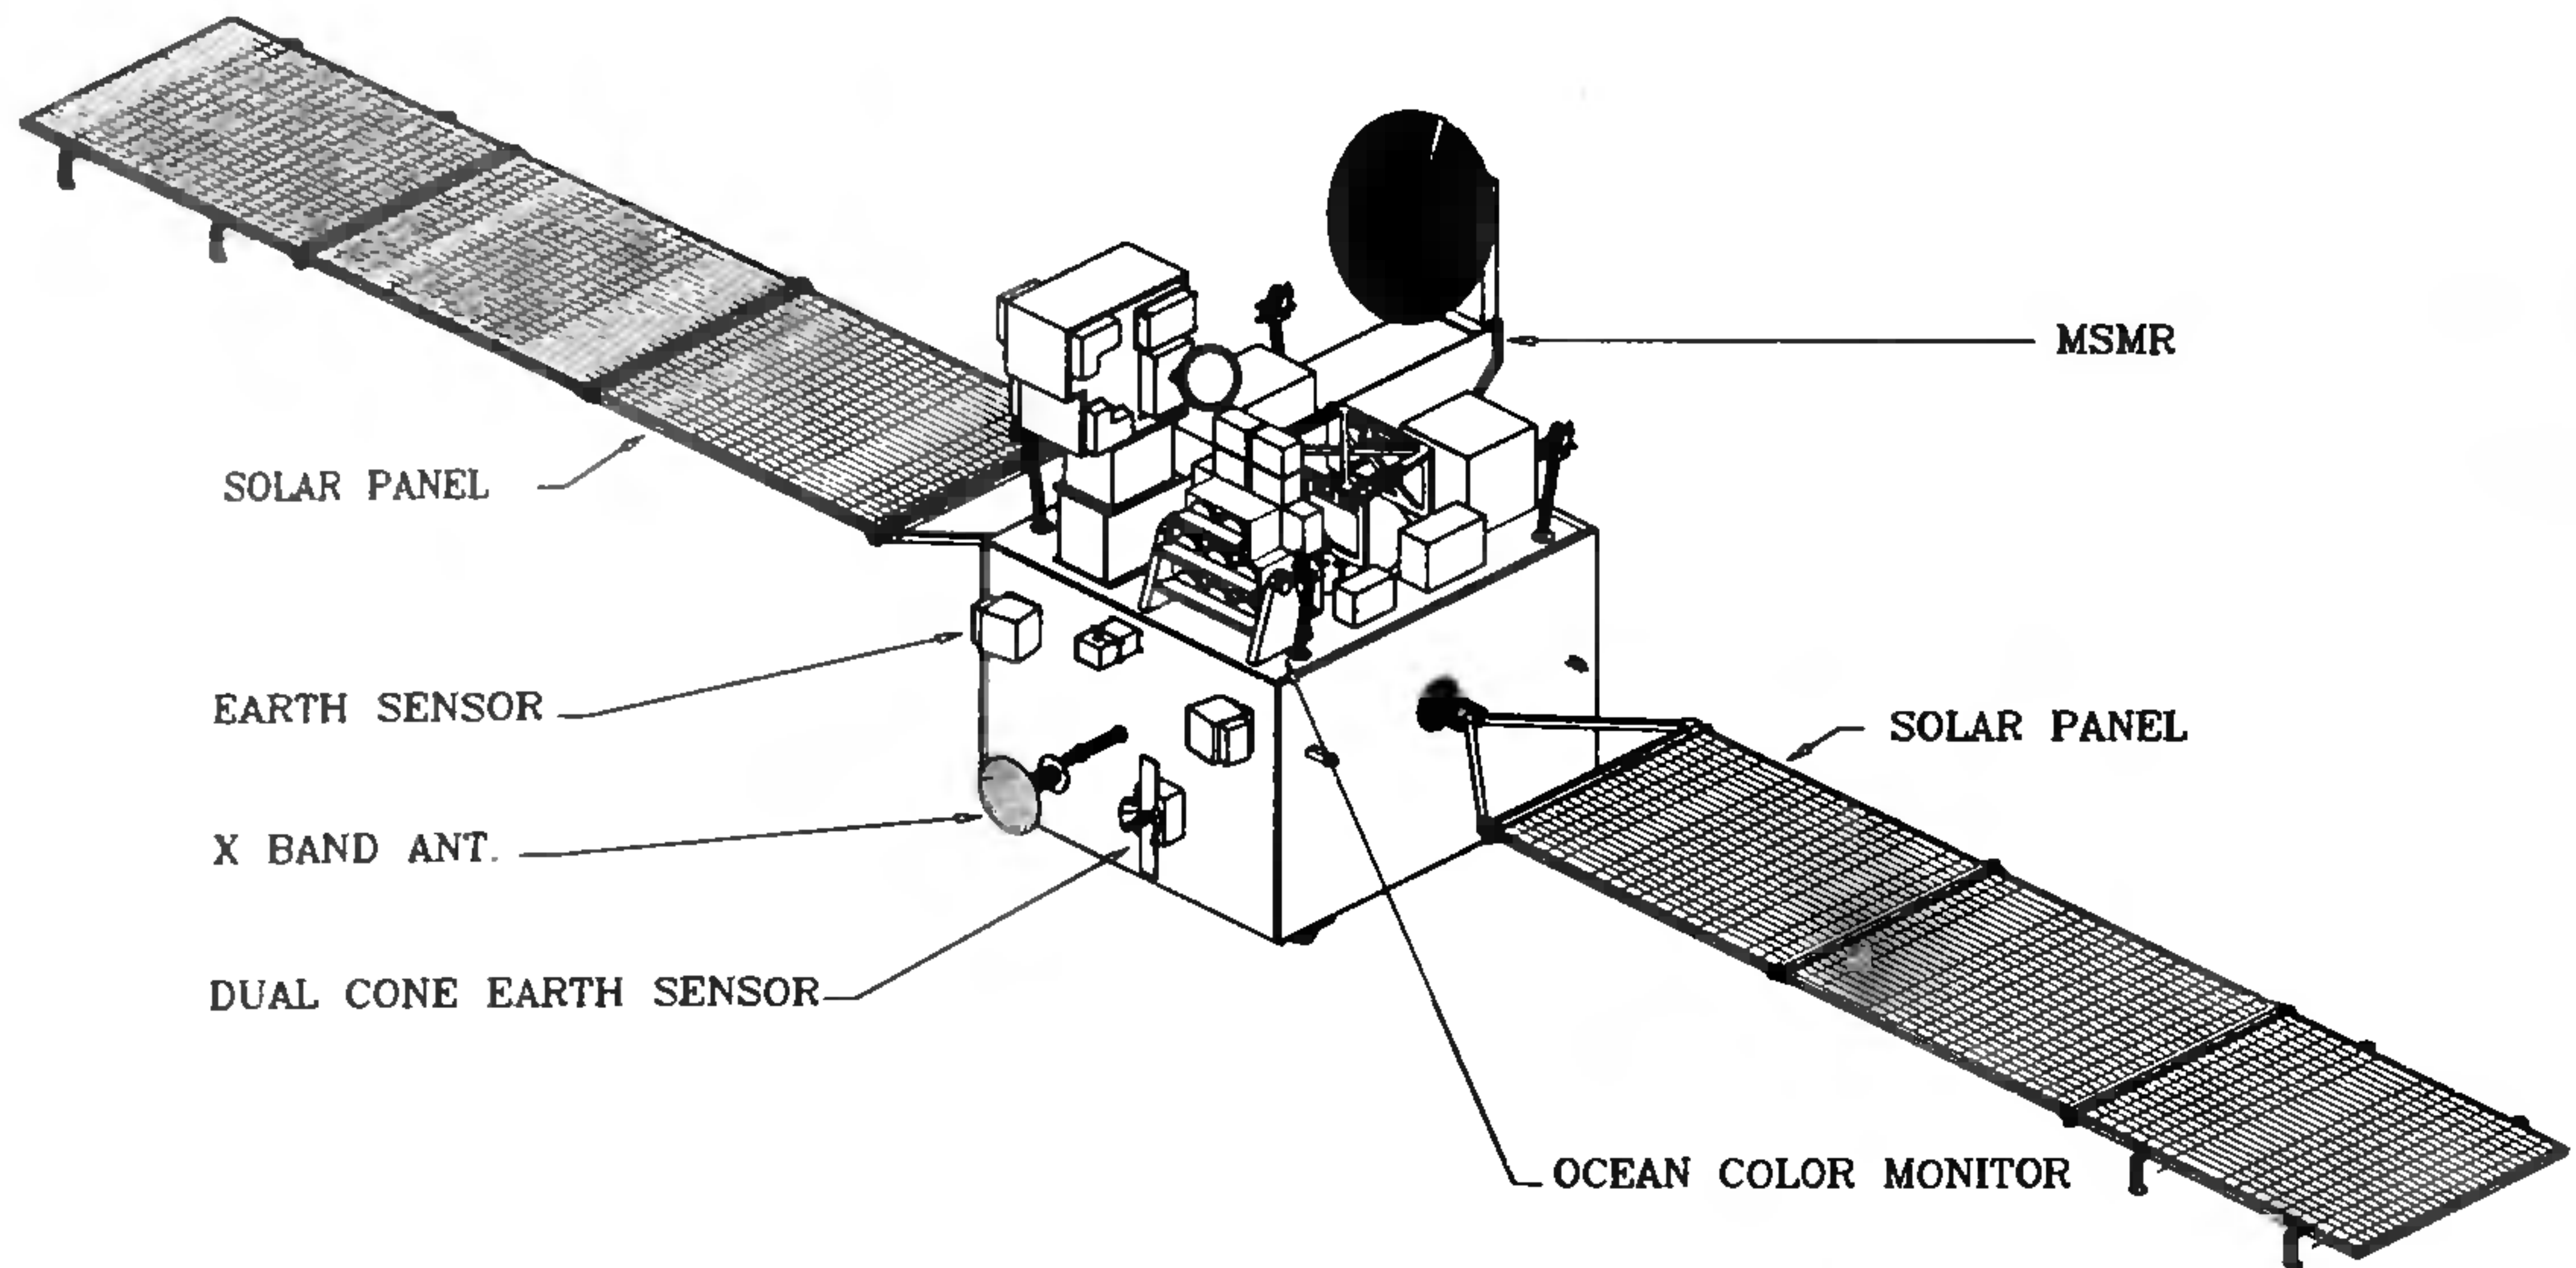 MSMR
SOLAR PANEL
EARTH SENSOR
SOLAR PANEL
X BAND ANT.
DUAL CONE EARTH SENSOR
OCEAN COLOR MONITOR